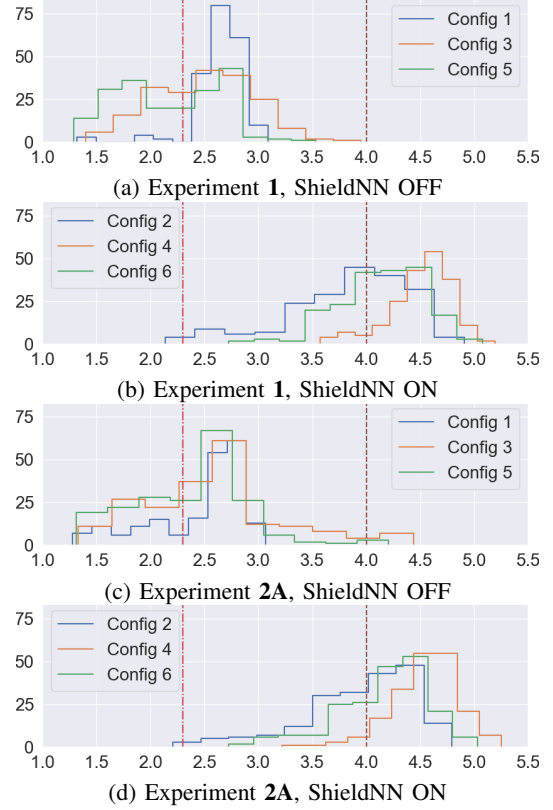 75
50
25
0
Config 1
Config 3
Config 5
1.0 1.5 2.0 2.5 3.0 3.5 4.0 4.5 5.0 5.5
(a) Experiment 1, ShieldNN OFF
75
50
25
0
Config 2
Config 4
Config 6
1.0 1.5 2.0 2.5 3.0 3.5 4.0 4.5 5.0 5.5
(b) Experiment 1, ShieldNN ON
75
50
25
0
Config 1
Config 3
Config 5
1.0 1.5 2.0 2.5 3.0 3.5 4.0 4.5 5.0 5.5
(c) Experiment 2A, ShieldNN OFF
75
50
25
0
Config 2
Config 4
Config 6
1.0 1.5 2.0 2.5 3.0 3.5 4.0 4.5 5.0 5.5
(d) Experiment 2A, ShieldNN ON